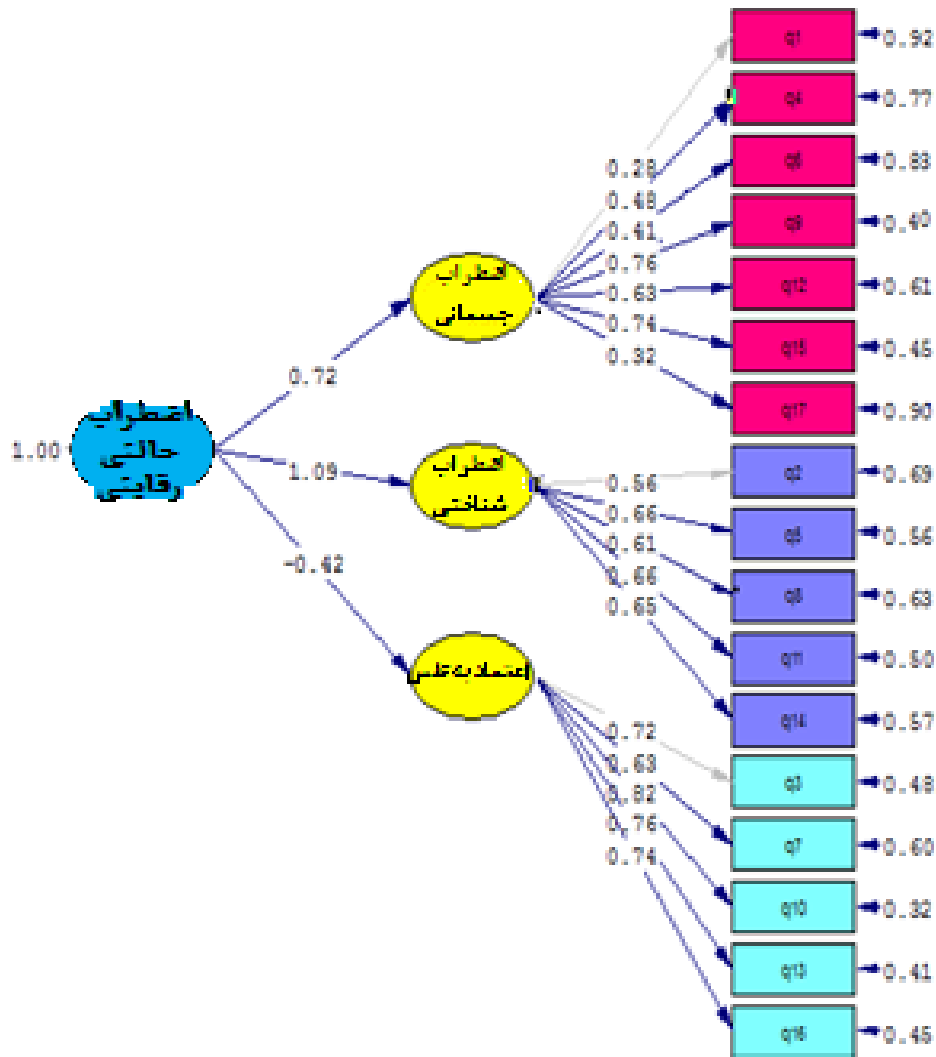 q1
0.92
q4
0.77
q6
0.83
q9
0.40
q12
0.61
q15
0.45
q17
0.90
0.28
0.48
0.41
0.76
0.63
0.74
0.32
اضطراب
جسمانی
0.72
1.00
اضطراب
حالتی
رقابتی
1.09
اضطراب
شناختی
-0.62
q2
0.69
q5
0.56
q8
0.63
q11
q14
0.57
0.56
0.66
0.61
0.66
0.65
اعتماد به نفس
0.72
0.63
0.82
0.76
0.74
q3
0.48
q7
0.60
q10
0.32
q13
0.41
q16
0.45